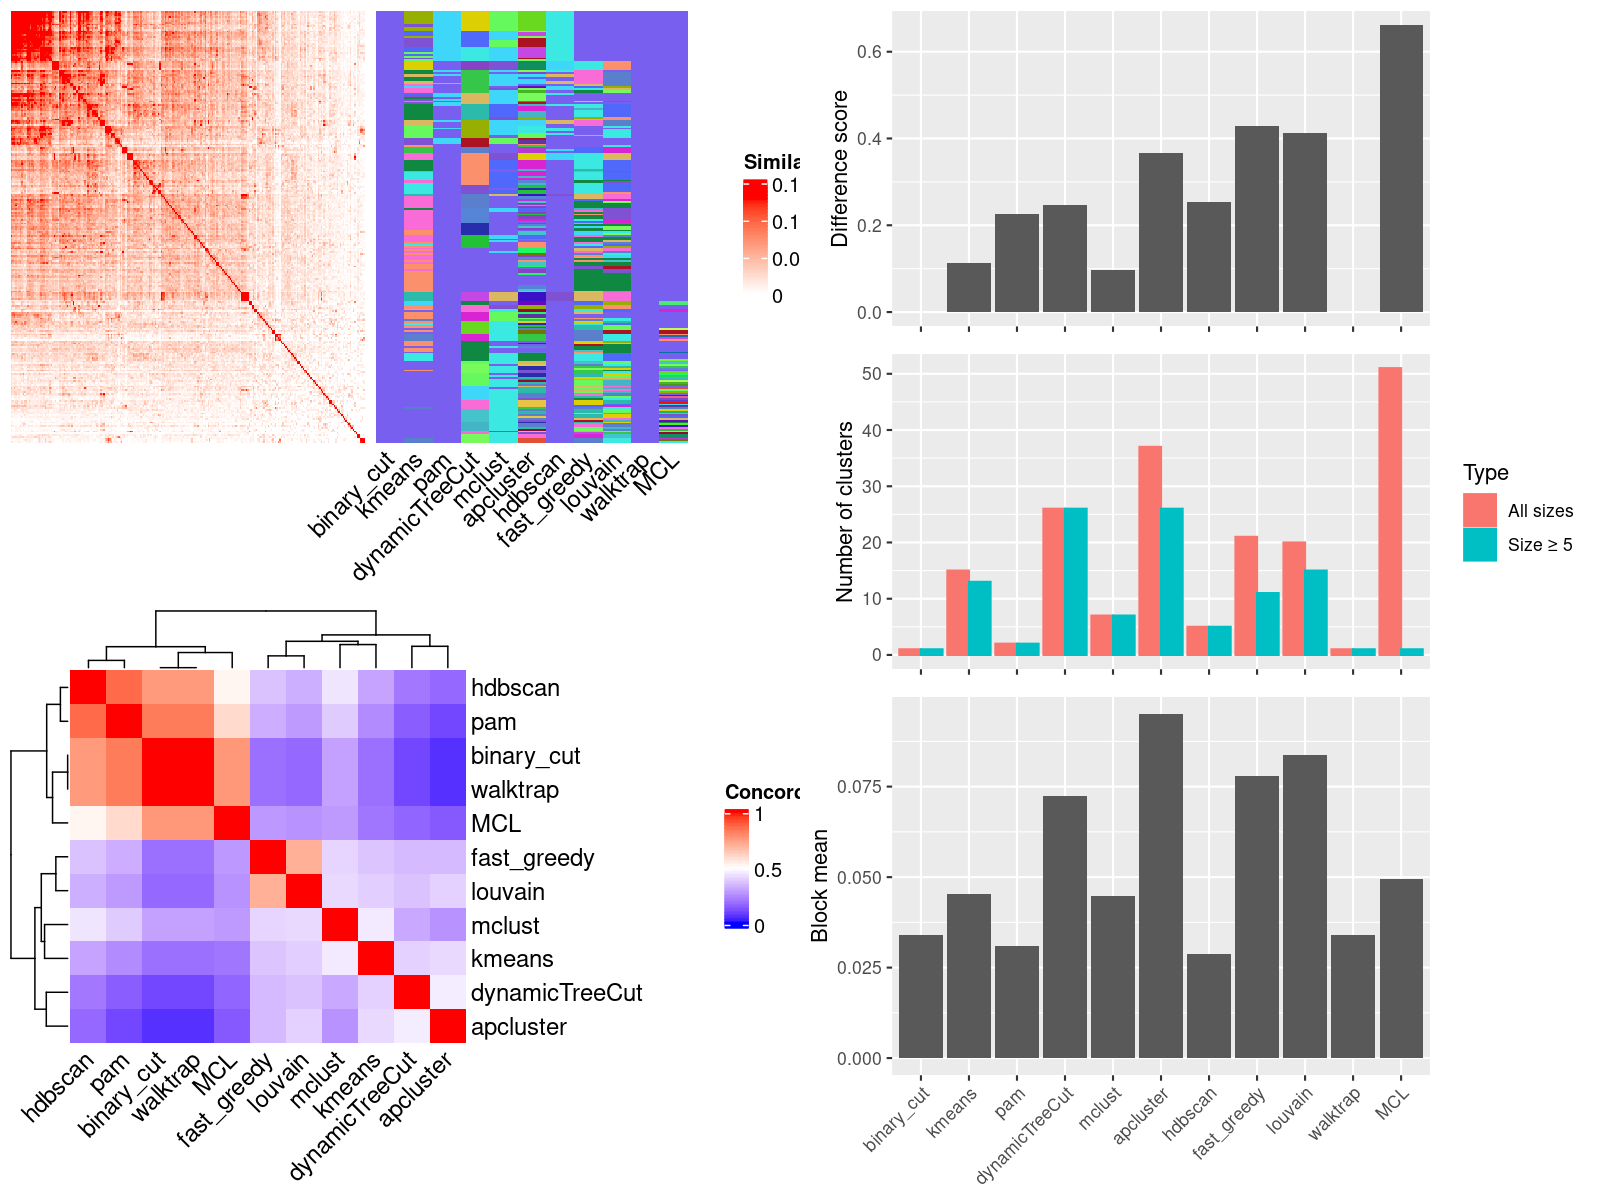 Simila
0.1
0.1
0.0
0
binary_cut
kmeans
pam
dynamicTreeCut
mclust
apcluster
hdbscan
fast_greedy
louvain
walktrap
MCL
hdbscan
pam
binary_cut
walktrap
MCL
fast_greedy
louvain
mclust
kmeans
dynamicTreeCut
apcluster
hdbscan
pam
binary_cut
walktrap
MCL
fast_greedy
louvain
mclust
kmeans
dynamicTreeCut
apcluster
Concord
1
0.5
0
Difference score
0.6
0.4
0.2
0.0
Number of clusters
50
40
30
20
10
0
Type
All sizes
Size ≥ 5
Block mean
0.075
0.050
0.025
0.000
binary_cut
kmeans
pam
dynamicTreeCut
mclust
apcluster
hdbscan
fast_greedy
louvain
walktrap
MCL